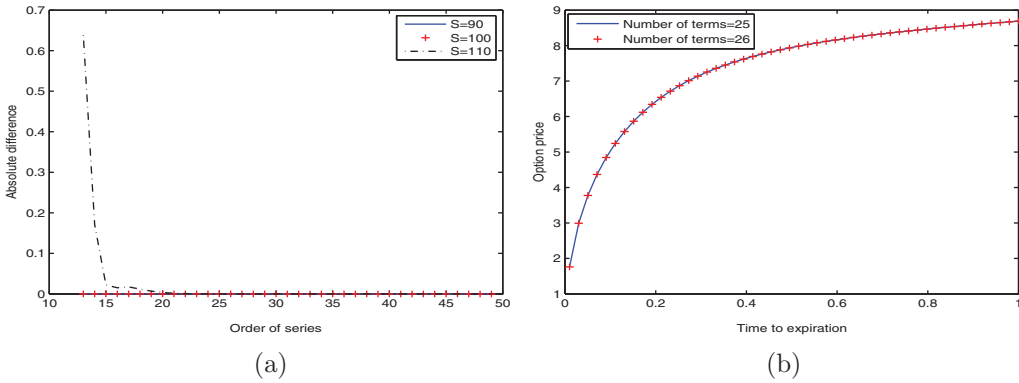 S=90
S=100
S=110
0.7
0.6
0.5
0.4
0.3
0.2
0.1
0
10 15 20 25 30 35 40 45 50
Absolute difference
Order of series
(a)
Number of terms=25
Number of terms=26
9
8
7
6
5
4
3
2
1
0 0.2 0.4 0.6 0.8 1
Option price
Time to expiration
(b)